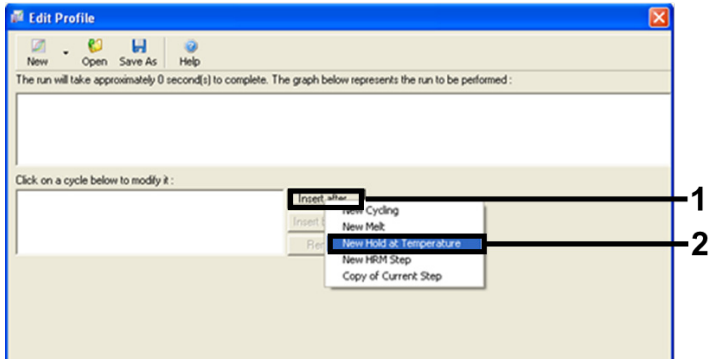 Edit Profile
New Open Save As Help
The run will take approximately 0 second(s) to complete. The graph below represents the run to be performed :
Click on a cycle below to modify it :
Insert after...
1
New Cycling
Insert
New Melt
New Hold at Temperature
2
New HRM Step
Copy of Current Step